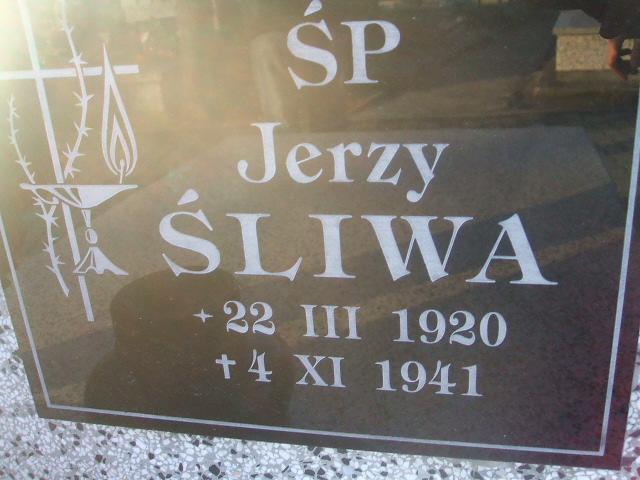 ŚP
Jerzy
ŚLIWA
+ 22 III 1920
† 4 XI 1941